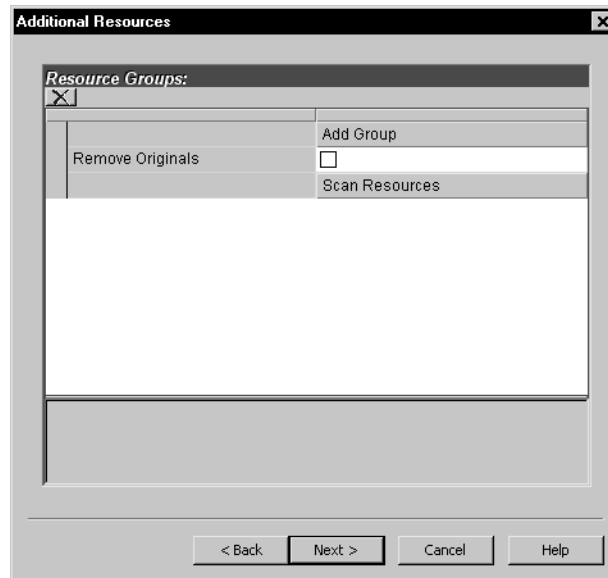 Additional Resources
Resource Groups:
Add Group
Remove Originals
Scan Resources
< Back Next > Cancel Help